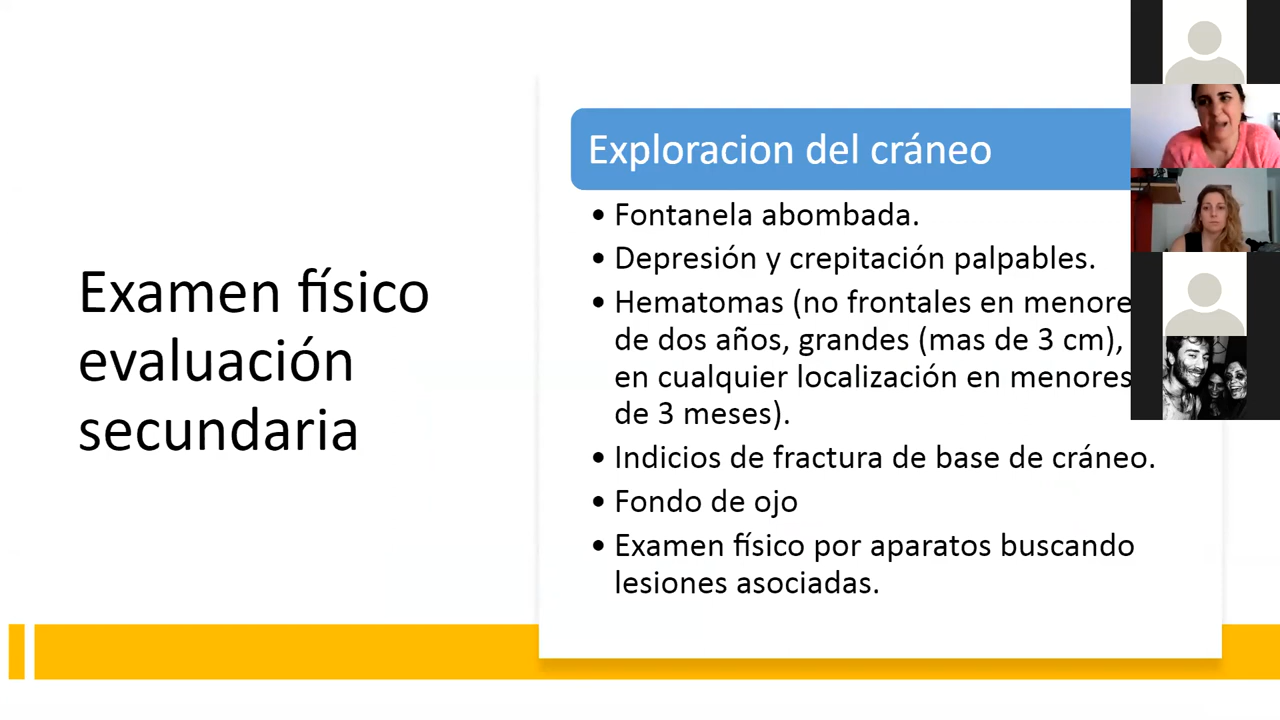 Examen físico
evaluación
secundaria
Exploracion del cráneo
• Fontanela abombada.
• Depresión y crepitación palpables.
• Hematomas (no frontales en menore
de dos años, grandes (mas de 3 cm),
en cualquier localización en menores
de 3 meses).
• Indicios de fractura de base de cráneo.
• Fondo de ojo
• Examen físico por aparatos buscando
lesiones asociadas.